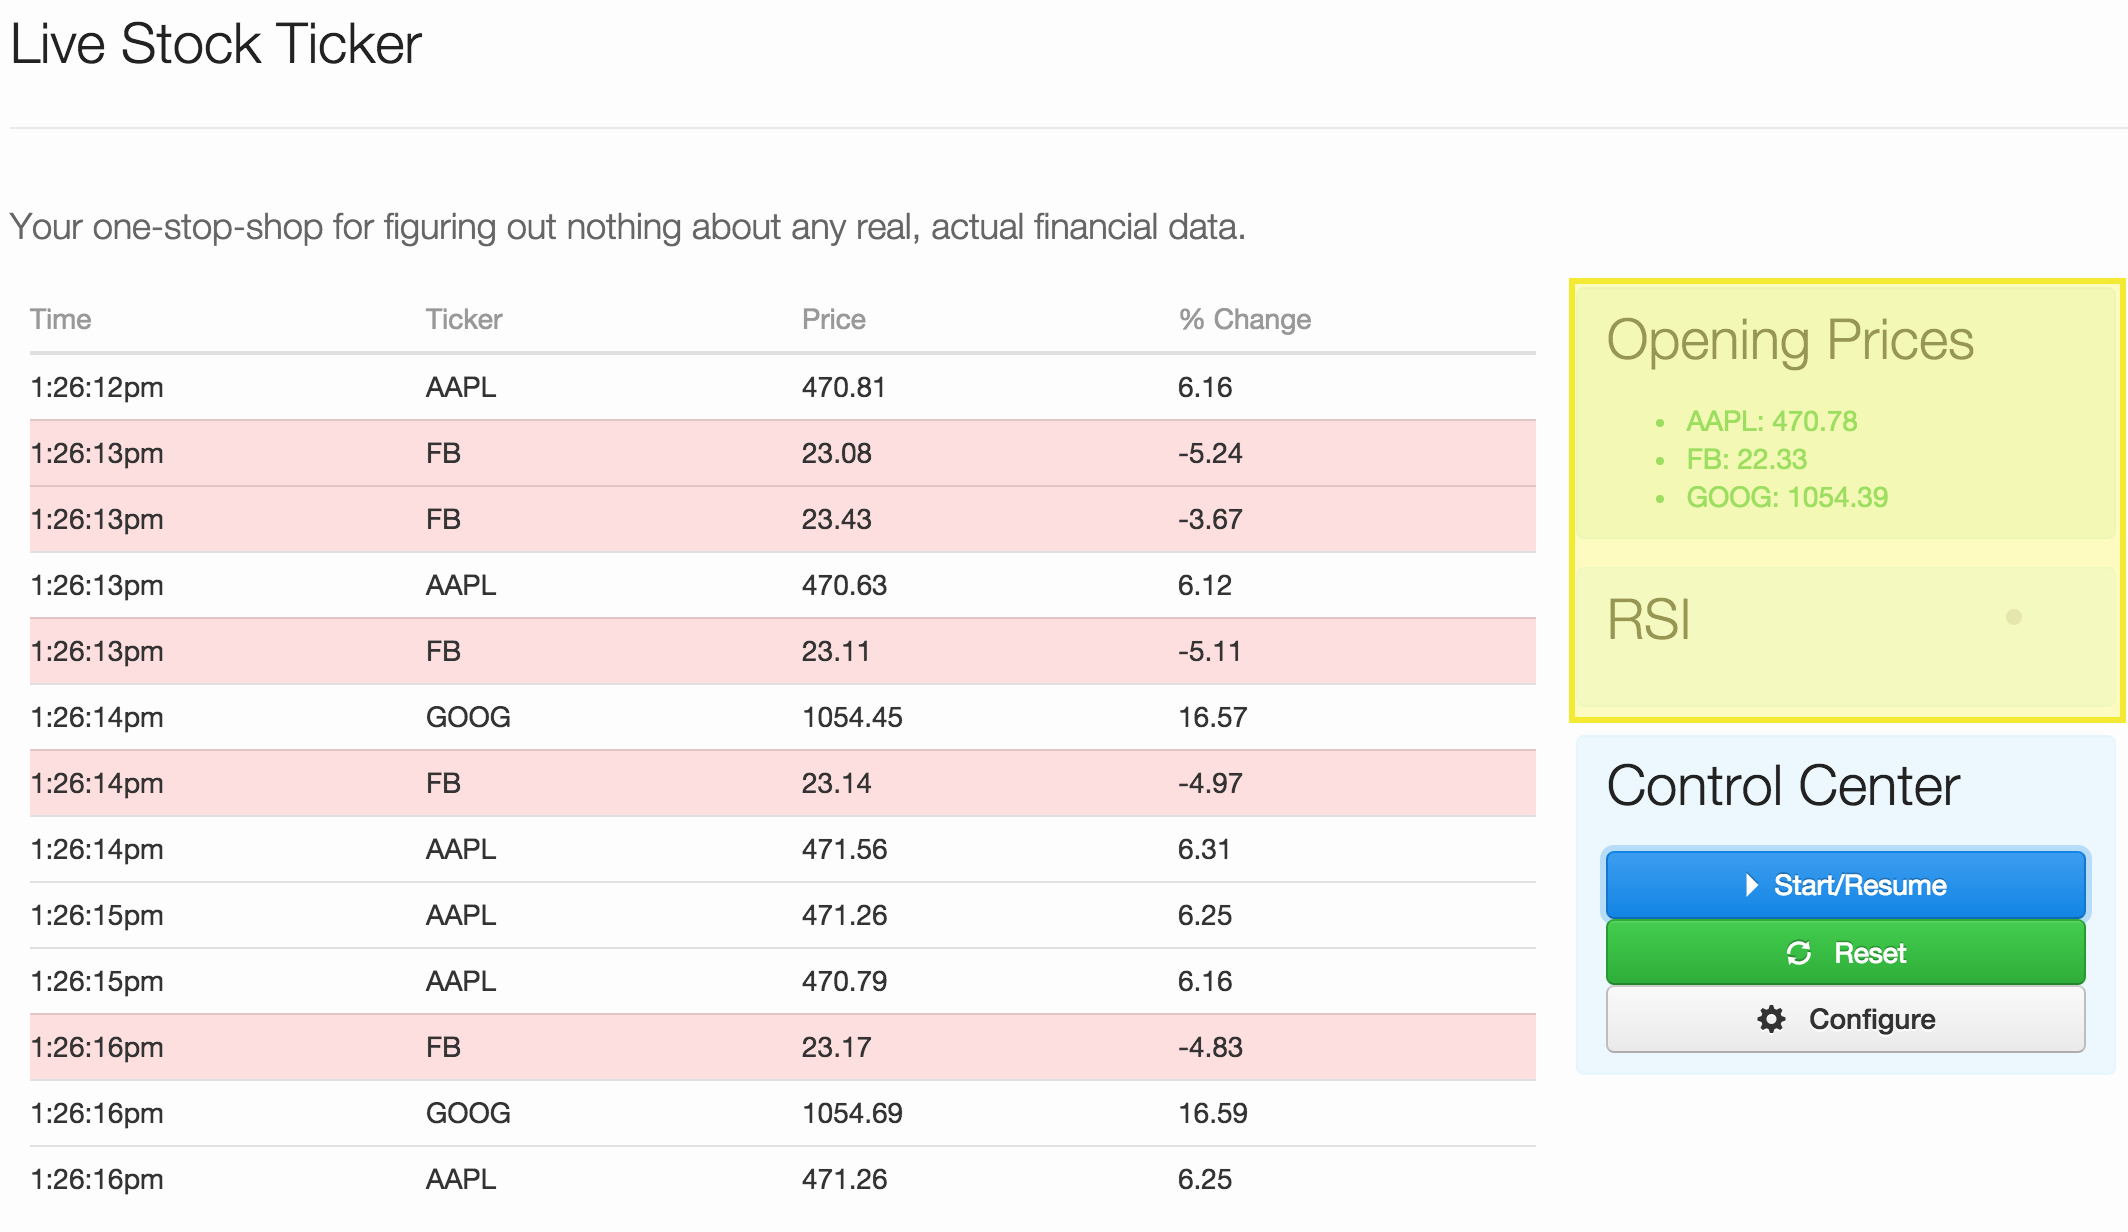 Live Stock Ticker
Your one-stop-shop for figuring out nothing about any real, actual financial data.
Time Ticker Price % Change
1:26:12pm AAPL 470.81 6.16
1:26:13pm FB 23.08 -5.24
1:26:13pm FB 23.43 -3.67
1:26:13pm AAPL 470.63 6.12
1:26:13pm FB 23.11 -5.11
1:26:14pm GOOG 1054.45 16.57
1:26:14pm FB 23.14 -4.97
1:26:14pm AAPL 471.56 6.31
1:26:15pm AAPL 471.26 6.25
1:26:15pm AAPL 470.79 6.16
1:26:16pm FB 23.17 -4.83
1:26:16pm GOOG 1054.69 16.59
1:26:16pm AAPL 471.26 6.25
Opening Prices
• AAPL: 470.78
• FB: 22.33
• GOOG: 1054.39
RSI
Control Center
Start/Resume
Reset
Configure